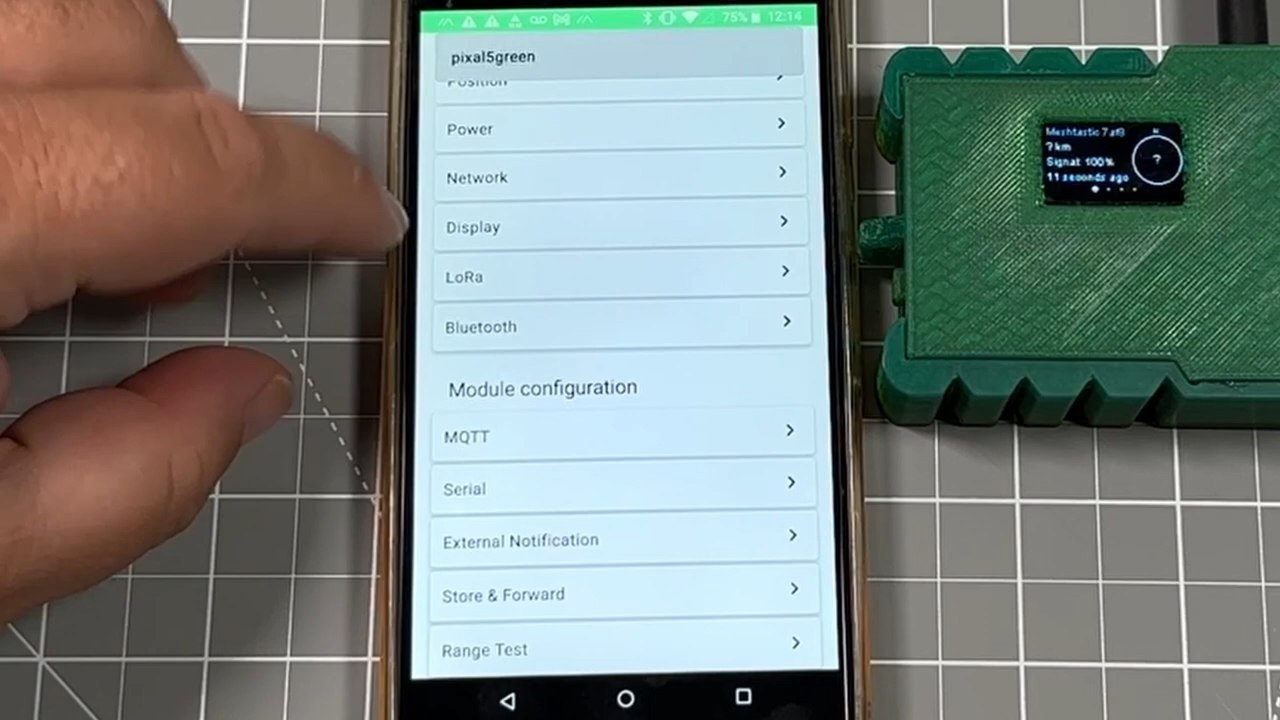 75% 12:14
pixal5green
Position
Power
Network
Display
LoRa
Bluetooth
Module configuration
MQTT
Serial
External Notification
Store & Forward
Range Test
Meshtastic 7af8
? km
Signal: 100%
11 seconds ago
N
?